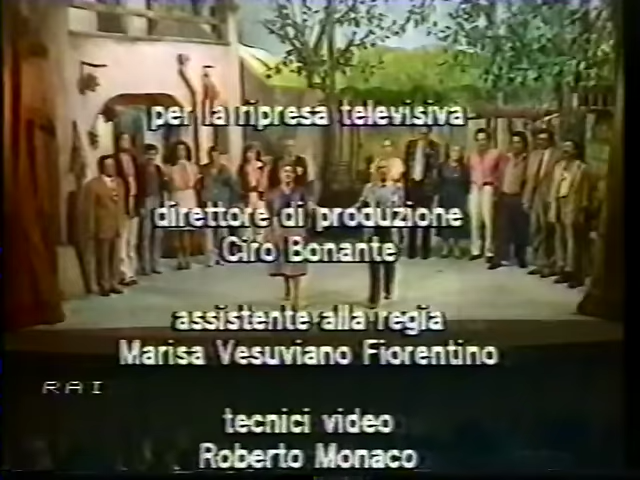 per la ripresa televisiva
direttore di produzione
Ciro Bonante
assistente alla regia
Marisa Vesuviano Fiorentino
RAI
tecnici video
Roberto Monaco